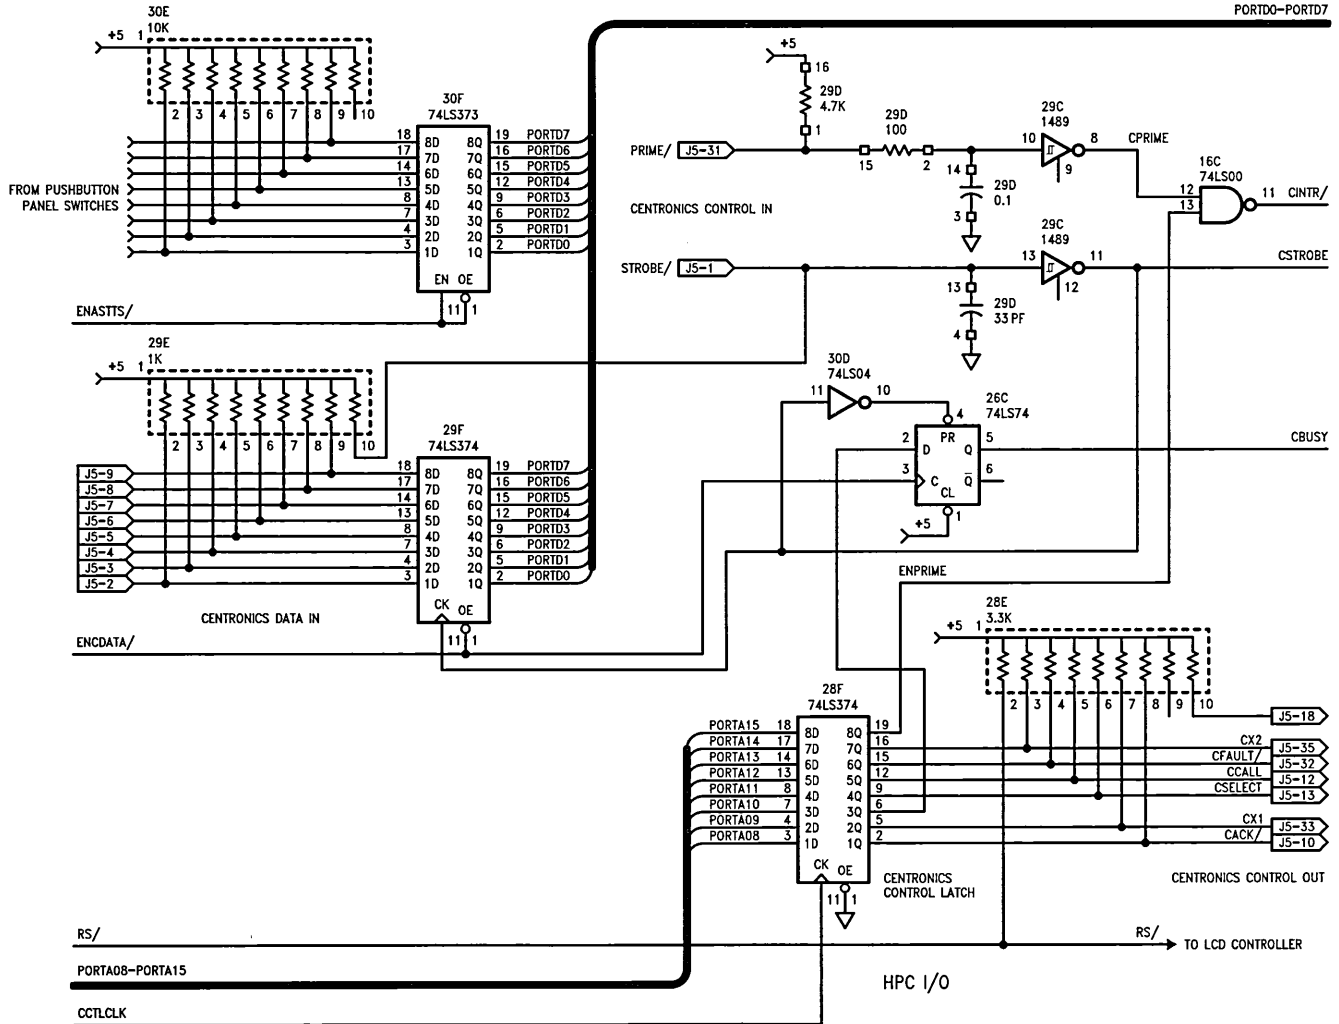 PORTD0-PORTD7
30E
10K
+5 1
2 3 4 5 6 7 8 9 10
30F
74LS373
18 8D 8Q 19 PORTD7
17 7D 7Q 16 PORTD6
14 6D 6Q 15 PORTD5
13 5D 5Q 12 PORTD4
8 4D 4Q 9 PORTD3
7 3D 3Q 6 PORTD2
4 2D 2Q 5 PORTD1
3 1D 1Q 2 PORTD0
EN OE
11 1
FROM PUSHBUTTON
PANEL SWITCHES
ENASTTS/
+5
16
29D
4.7K
1
PRIME/ J5-31
29D
100
15 2
14
29D
0.1
3
29C
1489
10 8
9
CPRIME
16C
74LS00
12
13
11 CINTR/
CENTRONICS CONTROL IN
STROBE/ J5-1
29C
1489
13 11
12
CSTROBE
13
29D
33 PF
4
29E
1K
+5 1
2 3 4 5 6 7 8 9 10
29F
74LS374
J5-9 18 8D 8Q 19 PORTD7
J5-8 17 7D 7Q 16 PORTD6
J5-7 14 6D 6Q 15 PORTD5
J5-6 13 5D 5Q 12 PORTD4
J5-5 8 4D 4Q 9 PORTD3
J5-4 7 3D 3Q 6 PORTD2
J5-3 4 2D 2Q 5 PORTD1
J5-2 3 1D 1Q 2 PORTD0
CK OE
11 1
CENTRONICS DATA IN
ENCDATA/
30D
74LS04
11 10
26C
74LS74
4
PR
2 D Q 5
CBUSY
3 C Q 6
CL
1
+5
ENPRIME
28E
3.3K
+5 1
2 3 4 5 6 7 8 9 10
28F
74LS374
PORTA15 18 8D 8Q 19
PORTA14 17 7D 7Q 16
PORTA13 14 6D 6Q 15
PORTA12 13 5D 5Q 12
PORTA11 8 4D 4Q 9
PORTA10 7 3D 3Q 6
PORTA09 4 2D 2Q 5
PORTA08 3 1D 1Q 2
CK OE
11 1
J5-18
CX2 J5-35
CFAULT/ J5-32
CCALL J5-12
CSELECT J5-13
CX1 J5-33
CACK/ J5-10
CENTRONICS
CONTROL LATCH
CENTRONICS CONTROL OUT
RS/
RS/ TO LCD CONTROLLER
PORTA08-PORTA15
HPC I/O
CCTLCLK